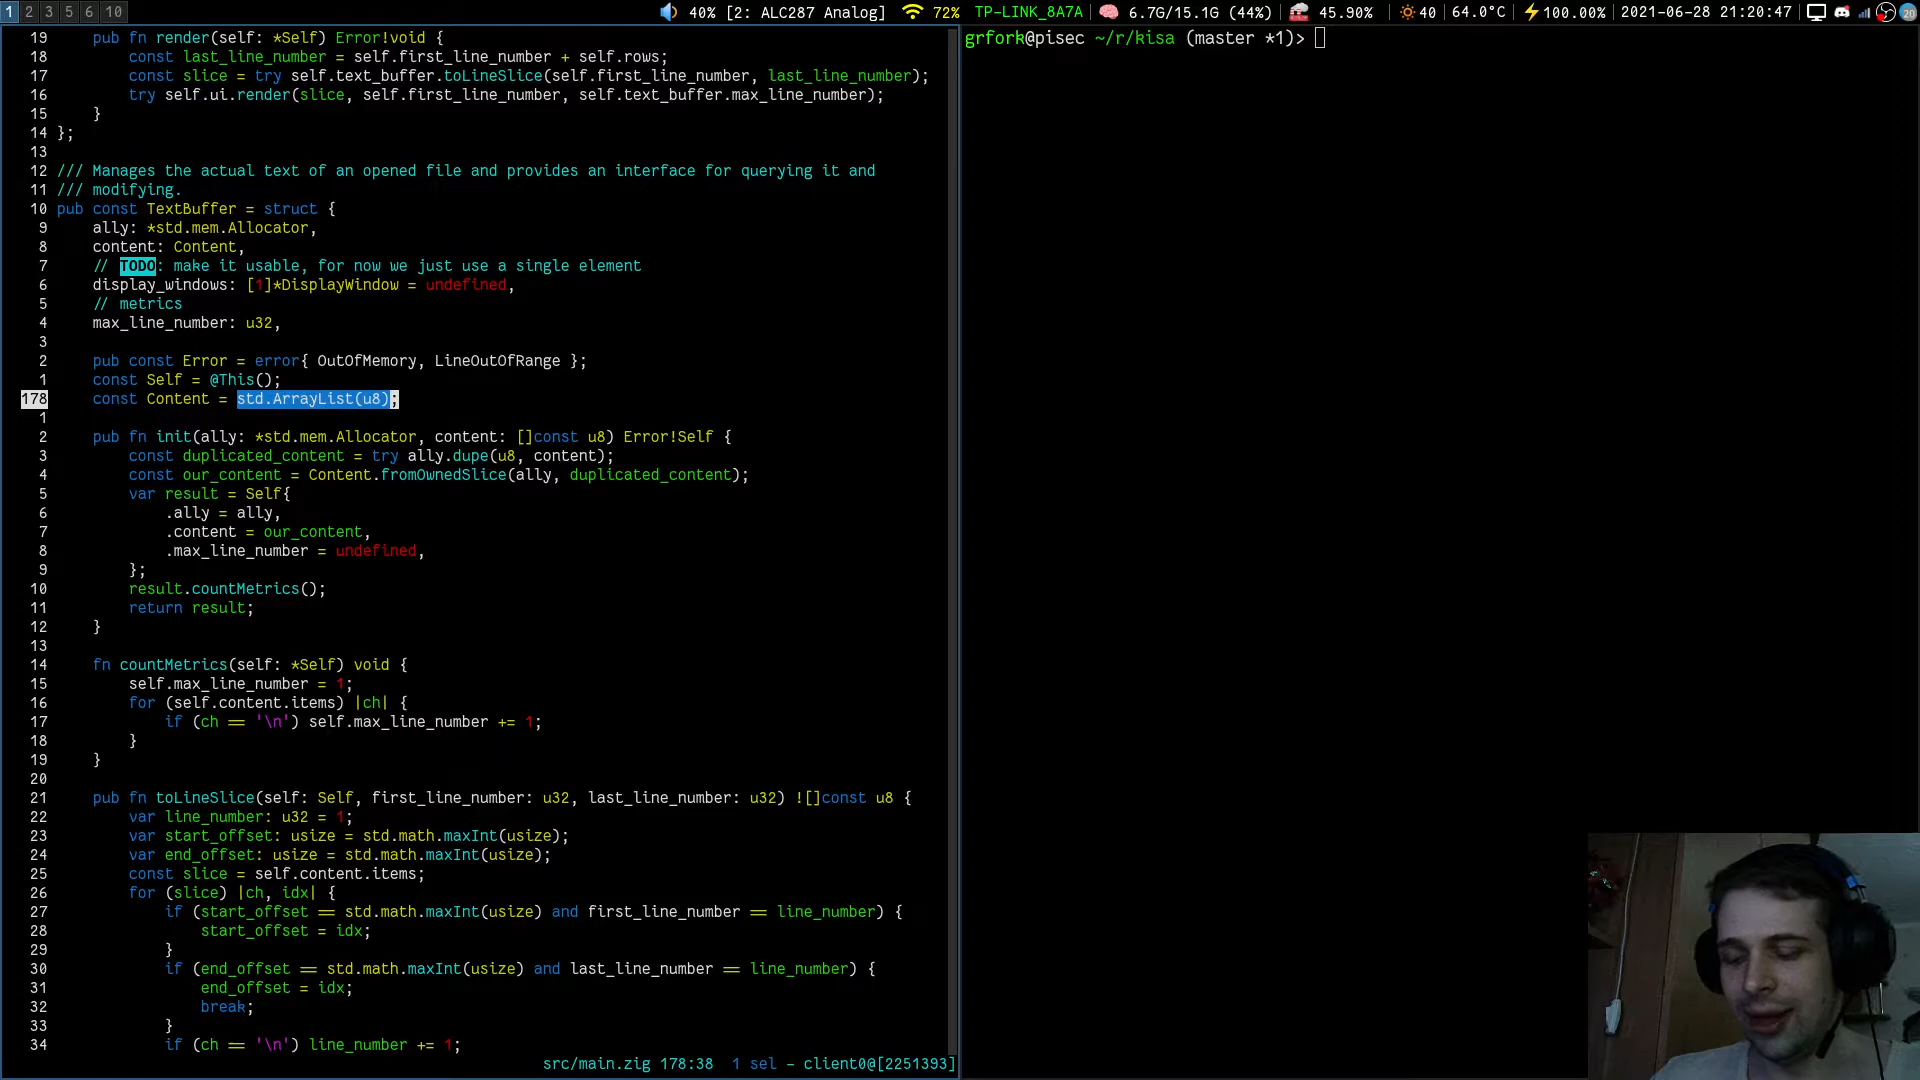 1 2 3 5 6 10
40% [2: ALC287 Analog] 72% TP-LINK_8A7A 6.7G/15.1G (44%) 45.90% 40 64.0°C 100.00% 2021-06-28 21:20:47 20
19     pub fn render(self: *Self) Error!void {
18         const last_line_number = self.first_line_number + self.rows;
17         const slice = try self.text_buffer.toLineSlice(self.first_line_number, last_line_number);
16         try self.ui.render(slice, self.first_line_number, self.text_buffer.max_line_number);
15     }
14 };
13
12 /// Manages the actual text of an opened file and provides an interface for querying it and
11 /// modifying.
10 pub const TextBuffer = struct {
9     ally: *std.mem.Allocator,
8     content: Content,
7     // TODO: make it usable, for now we just use a single element
6     display_windows: [1]*DisplayWindow = undefined,
5     // metrics
4     max_line_number: u32,
3
2     pub const Error = error{ OutOfMemory, LineOutOfRange };
1     const Self = @This();
178     const Content = std.ArrayList(u8);
1
2     pub fn init(ally: *std.mem.Allocator, content: []const u8) Error!Self {
3         const duplicated_content = try ally.dupe(u8, content);
4         const our_content = Content.fromOwnedSlice(ally, duplicated_content);
5         var result = Self{
6             .ally = ally,
7             .content = our_content,
8             .max_line_number = undefined,
9         };
10         result.countMetrics();
11         return result;
12     }
13
14     fn countMetrics(self: *Self) void {
15         self.max_line_number = 1;
16         for (self.content.items) |ch| {
17             if (ch == '\n') self.max_line_number += 1;
18         }
19     }
20
21     pub fn toLineSlice(self: Self, first_line_number: u32, last_line_number: u32) ![]const u8 {
22         var line_number: u32 = 1;
23         var start_offset: usize = std.math.maxInt(usize);
24         var end_offset: usize = std.math.maxInt(usize);
25         const slice = self.content.items;
26         for (slice) |ch, idx| {
27             if (start_offset == std.math.maxInt(usize) and first_line_number == line_number) {
28                 start_offset = idx;
29             }
30             if (end_offset == std.math.maxInt(usize) and last_line_number == line_number) {
31                 end_offset = idx;
32                 break;
33             }
34             if (ch == '\n') line_number += 1;
src/main.zig 178:38 1 sel - client0@[2251393]
grfork@pisec ~/r/kisa (master *1)>